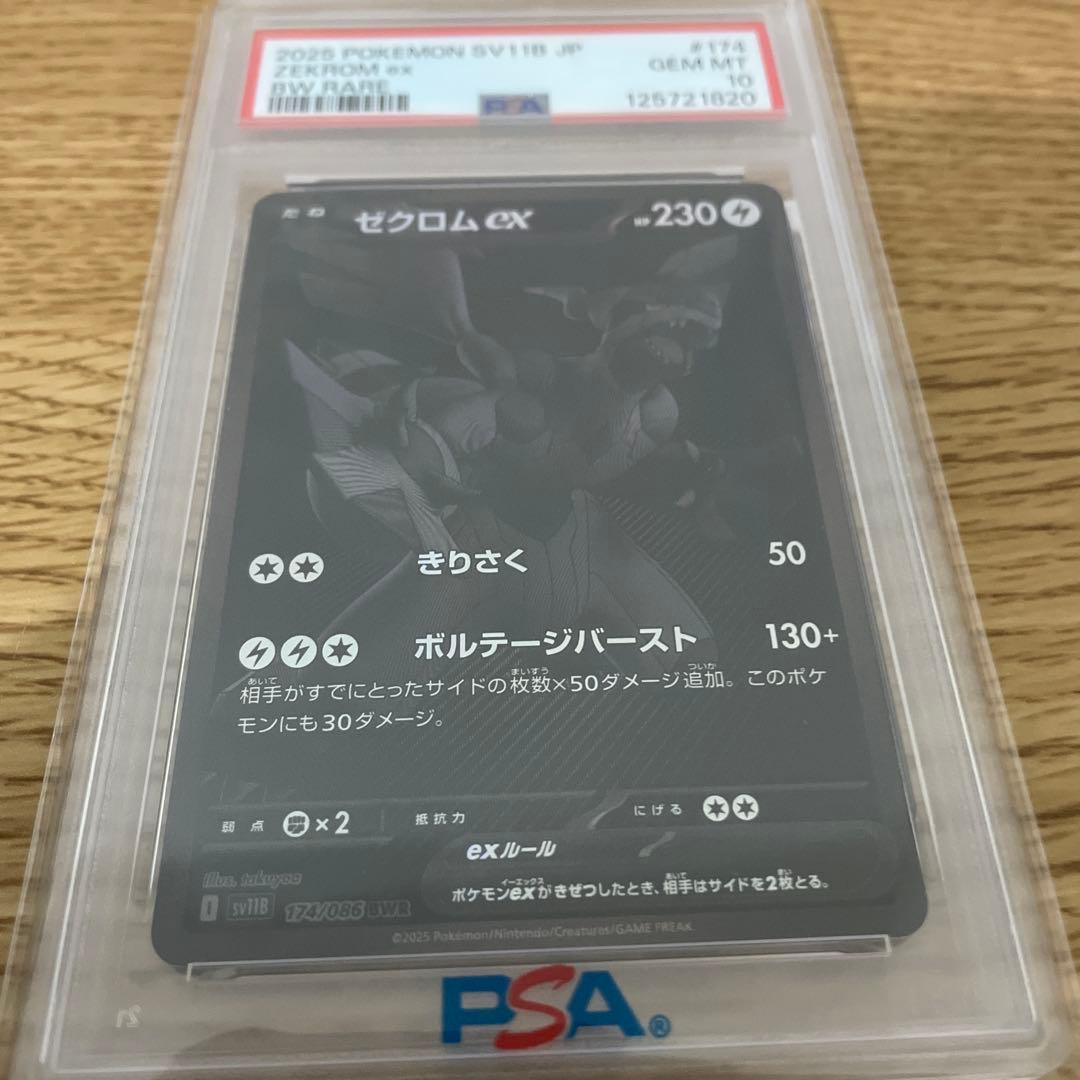 2025 POKEMON SV11B JP #174
ZEKROM ex GEM MT
BW RARE 10
PSA 125721820
たね ゼクロムex HP230
きりさく 50
ボルテージバースト 130+
相手がすでにとったサイドの枚数×50ダメージ追加。このポケ
モンにも30ダメージ。
弱点 ×2 抵抗力 にげる
exルール
ポケモンexがきぜつしたとき、相手はサイドを2枚とる。
illus. takuyoa
I SV11B 174/086 BWR
©2025 Pokémon/Nintendo/Creatures/GAME FREAK.
PSA®